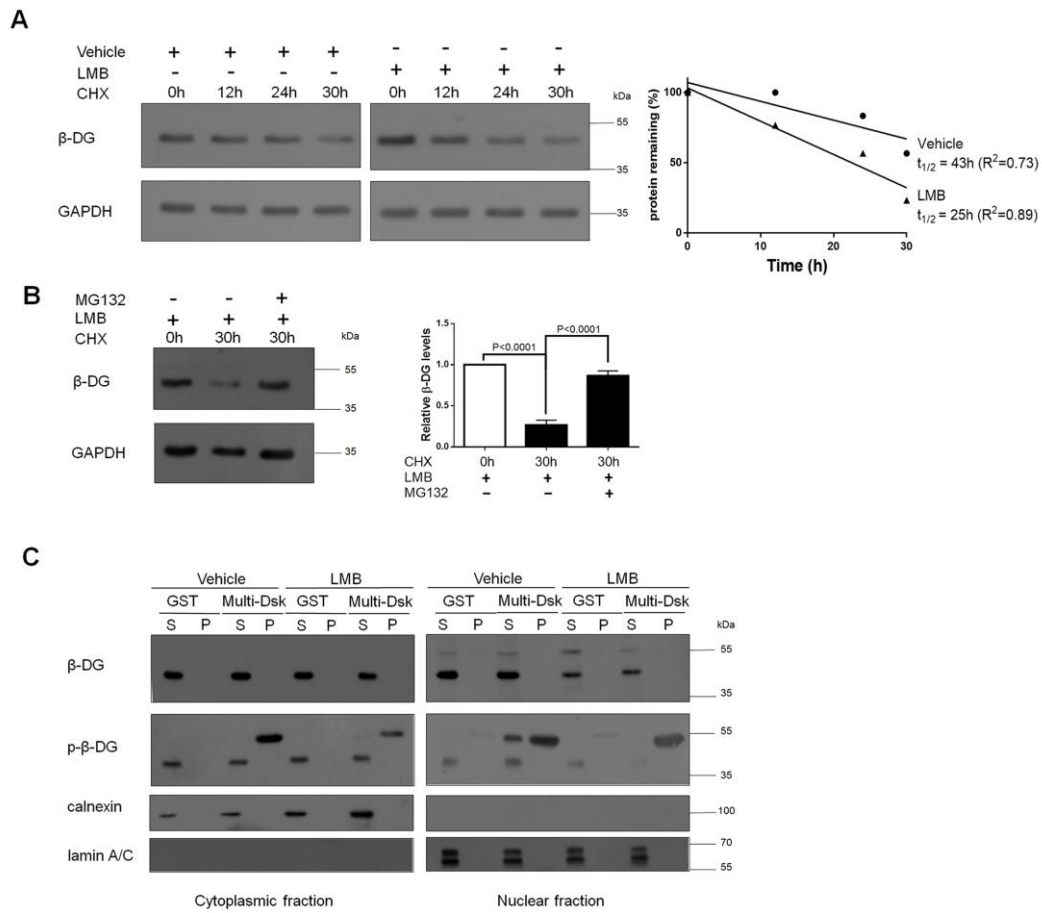 A
Vehicle + + + + - - - -
LMB - - - - + + + +
CHX 0h 12h 24h 30h 0h 12h 24h 30h kDa
β-DG
55
35
GAPDH
35
protein remaining (%)
100
50
0
0 10 20 30
Time (h)
Vehicle
t1/2 = 43h (R²=0.73)
LMB
t1/2 = 25h (R²=0.89)
B
MG132 - - +
LMB + + +
CHX 0h 30h 30h kDa
β-DG
55
35
GAPDH
35
Relative β-DG levels
1.5
1.0
0.5
0.0
P<0.0001
P<0.0001
CHX 0h 30h 30h
LMB + + +
MG132 – – +
C
Vehicle LMB Vehicle LMB
GST Multi-Dsk GST Multi-Dsk GST Multi-Dsk GST Multi-Dsk
S P S P S P S P S P S P S P S P kDa
β-DG
55
35
p-β-DG
55
35
calnexin
100
lamin A/C
70
55
Cytoplasmic fraction Nuclear fraction